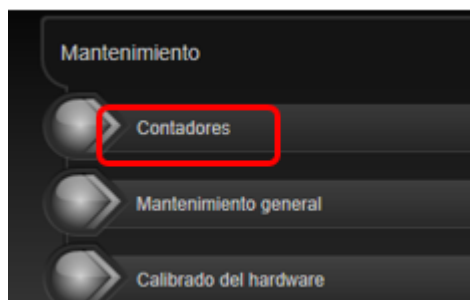 Mantenimiento
Contadores
Mantenimiento general
Calibrado del hardware